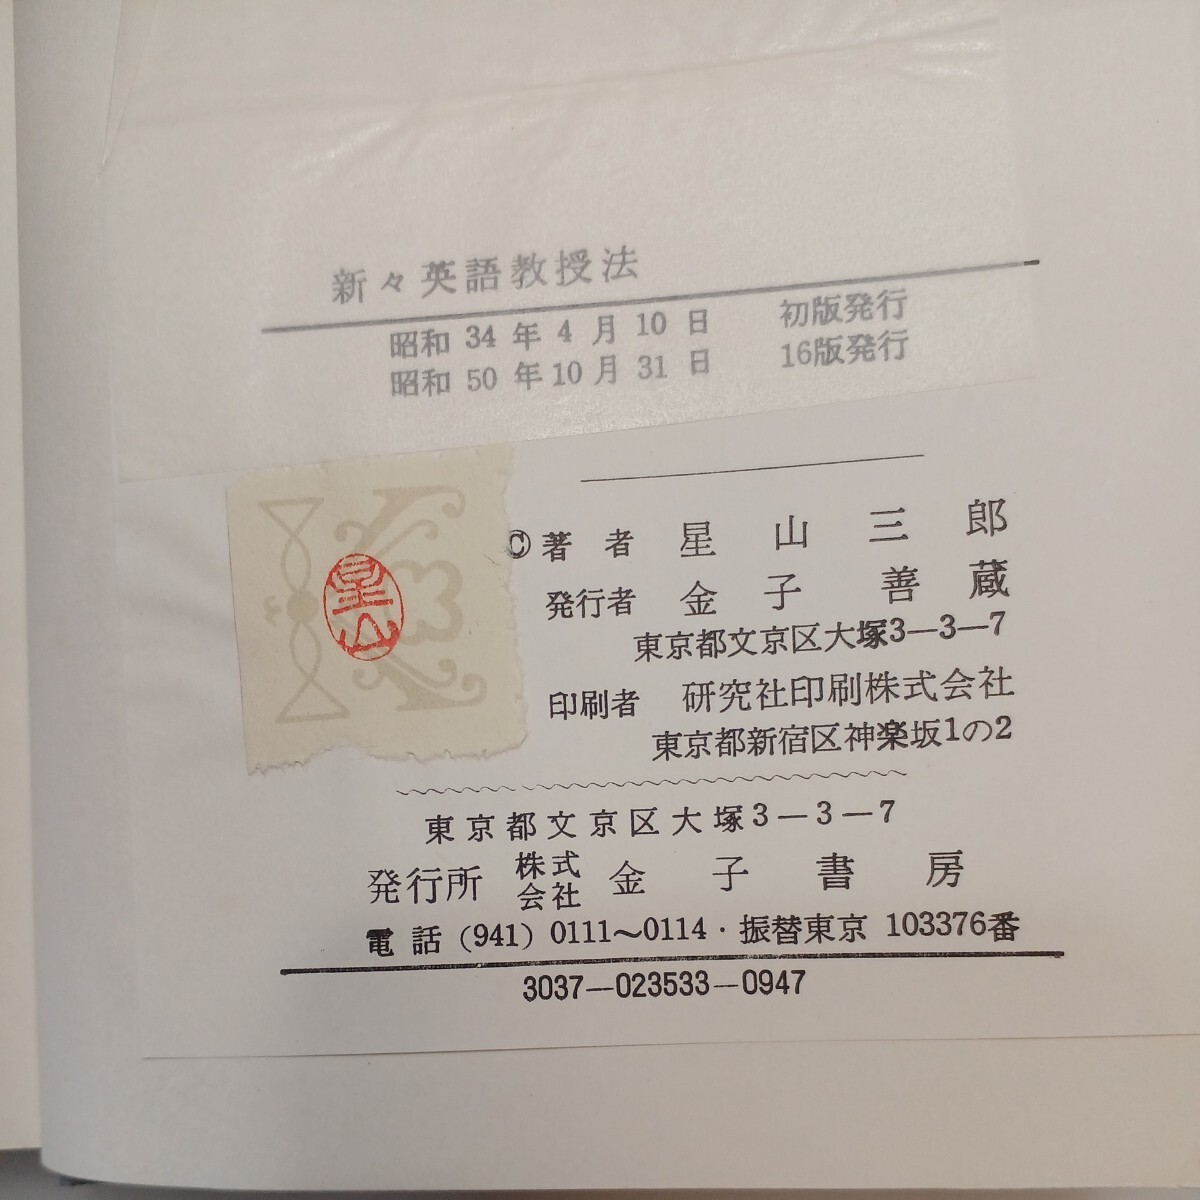 新々英語教授法
昭和 34 年 4 月 10 日 初版発行
昭和 50 年 10 月 31 日 16版発行
星山
©著者 星山三郎
発行者 金子善蔵
東京都文京区大塚3—3—7
印刷者 研究社印刷株式会社
東京都新宿区神楽坂1の2
東京都文京区大塚3—3—7
発行所 株式会社 金子書房
電話 (941) 0111〜0114・振替東京 103376番
3037—023533—0947